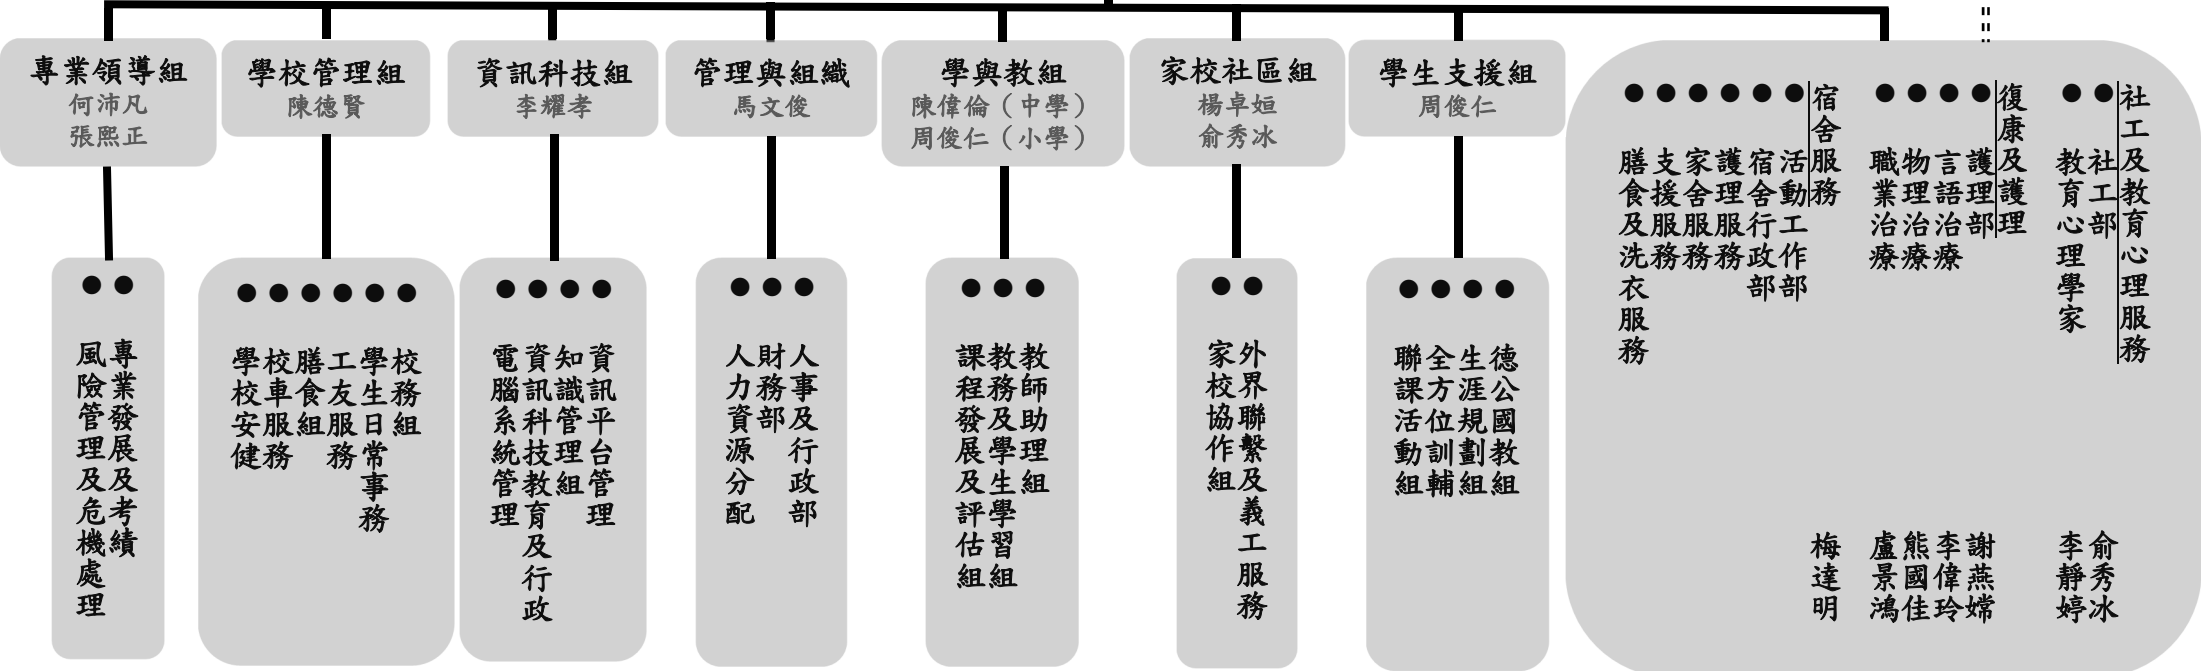 專業領導組
何沛凡
張熙正
學校管理組
陳德賢
資訊科技組
李耀孝
管理與組織
馬文俊
學與教組
陳偉倫（中學）
周俊仁（小學）
家校社區組
楊卓姮
俞秀冰
學生支援組
周俊仁
● 專業發展及考績
● 風險管理及危機處理
● 校務組
● 學生日常事務
● 工友服務
● 膳食組
● 校車服務
● 學校安健
● 資訊平台管理
● 知識管理組
● 資訊科技教育及行政
● 電腦系統管理
● 人事及行政部
● 財務部
● 人力資源分配
● 教師助理組
● 教務及學生學習組
● 課程發展及評估組
● 外界聯繫及義工服務
● 家校協作組
● 德公國教組
● 生涯規劃組
● 全方位訓輔
● 聯課活動組
社工及教育心理服務
● 社工部 俞秀冰
● 教育心理學家 李靜婷
復康及護理
● 護理部 謝燕嫦
● 言語治療 李偉玲
● 物理治療 熊國佳
● 職業治療 盧景鴻
宿舍服務 梅達明
● 活動工作部
● 宿舍行政部
● 護理服務
● 家舍服務
● 支援服務
● 膳食及洗衣服務